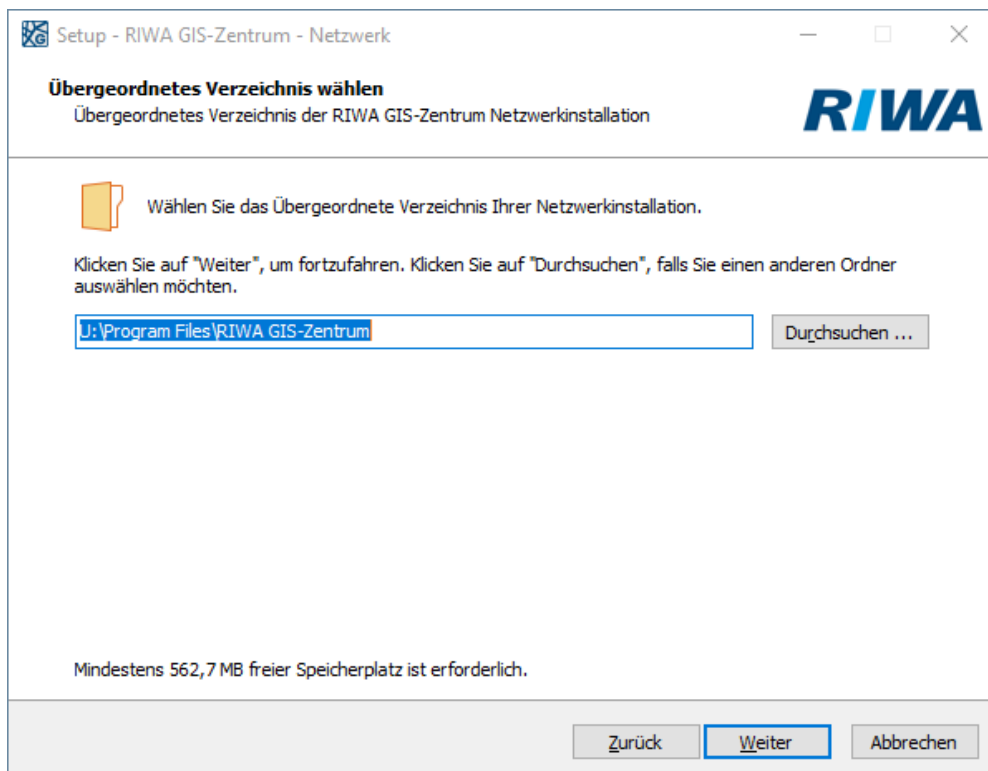 Setup - RIWA GIS-Zentrum - Netzwerk
Übergeordnetes Verzeichnis wählen
Übergeordnetes Verzeichnis der RIWA GIS-Zentrum Netzwerkinstallation
RIWA
Wählen Sie das Übergeordnete Verzeichnis Ihrer Netzwerkinstallation.
Klicken Sie auf "Weiter", um fortzufahren. Klicken Sie auf "Durchsuchen", falls Sie einen anderen Ordner
auswählen möchten.
U:\Program Files\RIWA GIS-Zentrum
Durchsuchen ...
Mindestens 562,7 MB freier Speicherplatz ist erforderlich.
Zurück
Weiter
Abbrechen